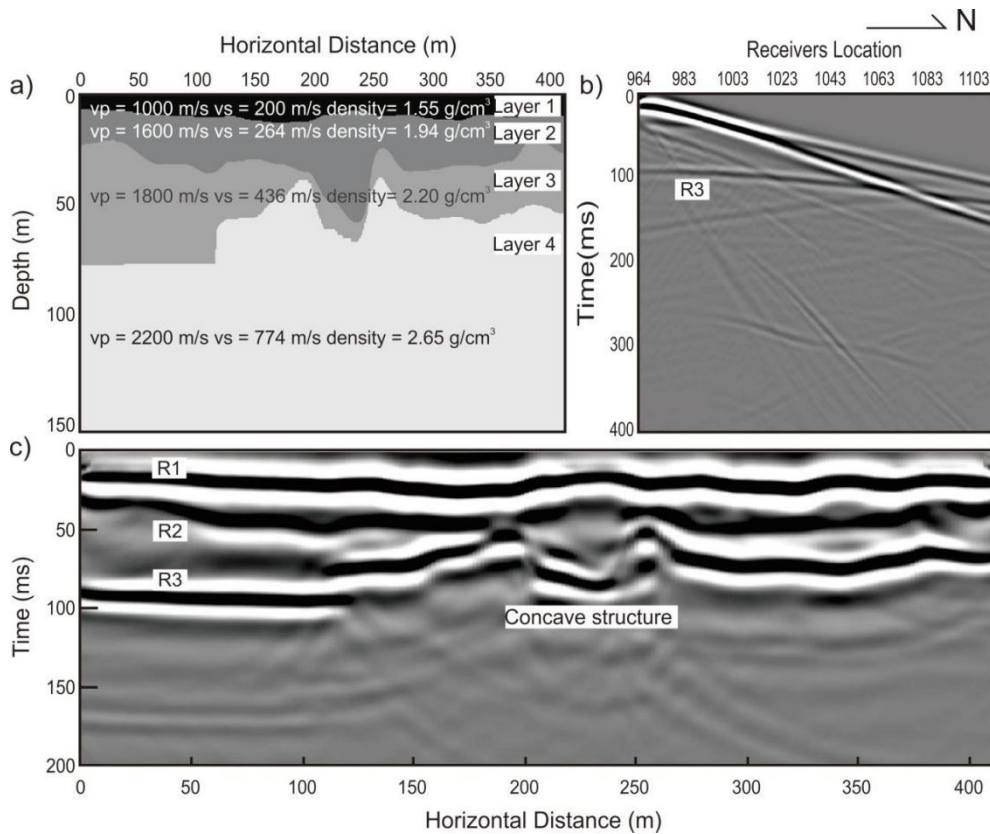 N
Horizontal Distance (m)
Receivers Location
a)
0 50 100 150 200 250 300 350 400
b)
964 983 1003 1023 1043 1063 1083 1103
0
50
100
150
Depth (m)
vp = 1000 m/s vs = 200 m/s density= 1.55 g/cm³
Layer 1
vp = 1600 m/s vs = 264 m/s density= 1.94 g/cm³
Layer 2
Layer 3
vp = 1800 m/s vs = 436 m/s density= 2.20 g/cm³
Layer 4
vp = 2200 m/s vs = 774 m/s density = 2.65 g/cm³
0
100
200
300
400
Time(ms)
R3
c)
0
50
100
150
200
Time (ms)
R1
R2
R3
Concave structure
0 50 100 150 200 250 300 350 400
Horizontal Distance (m)